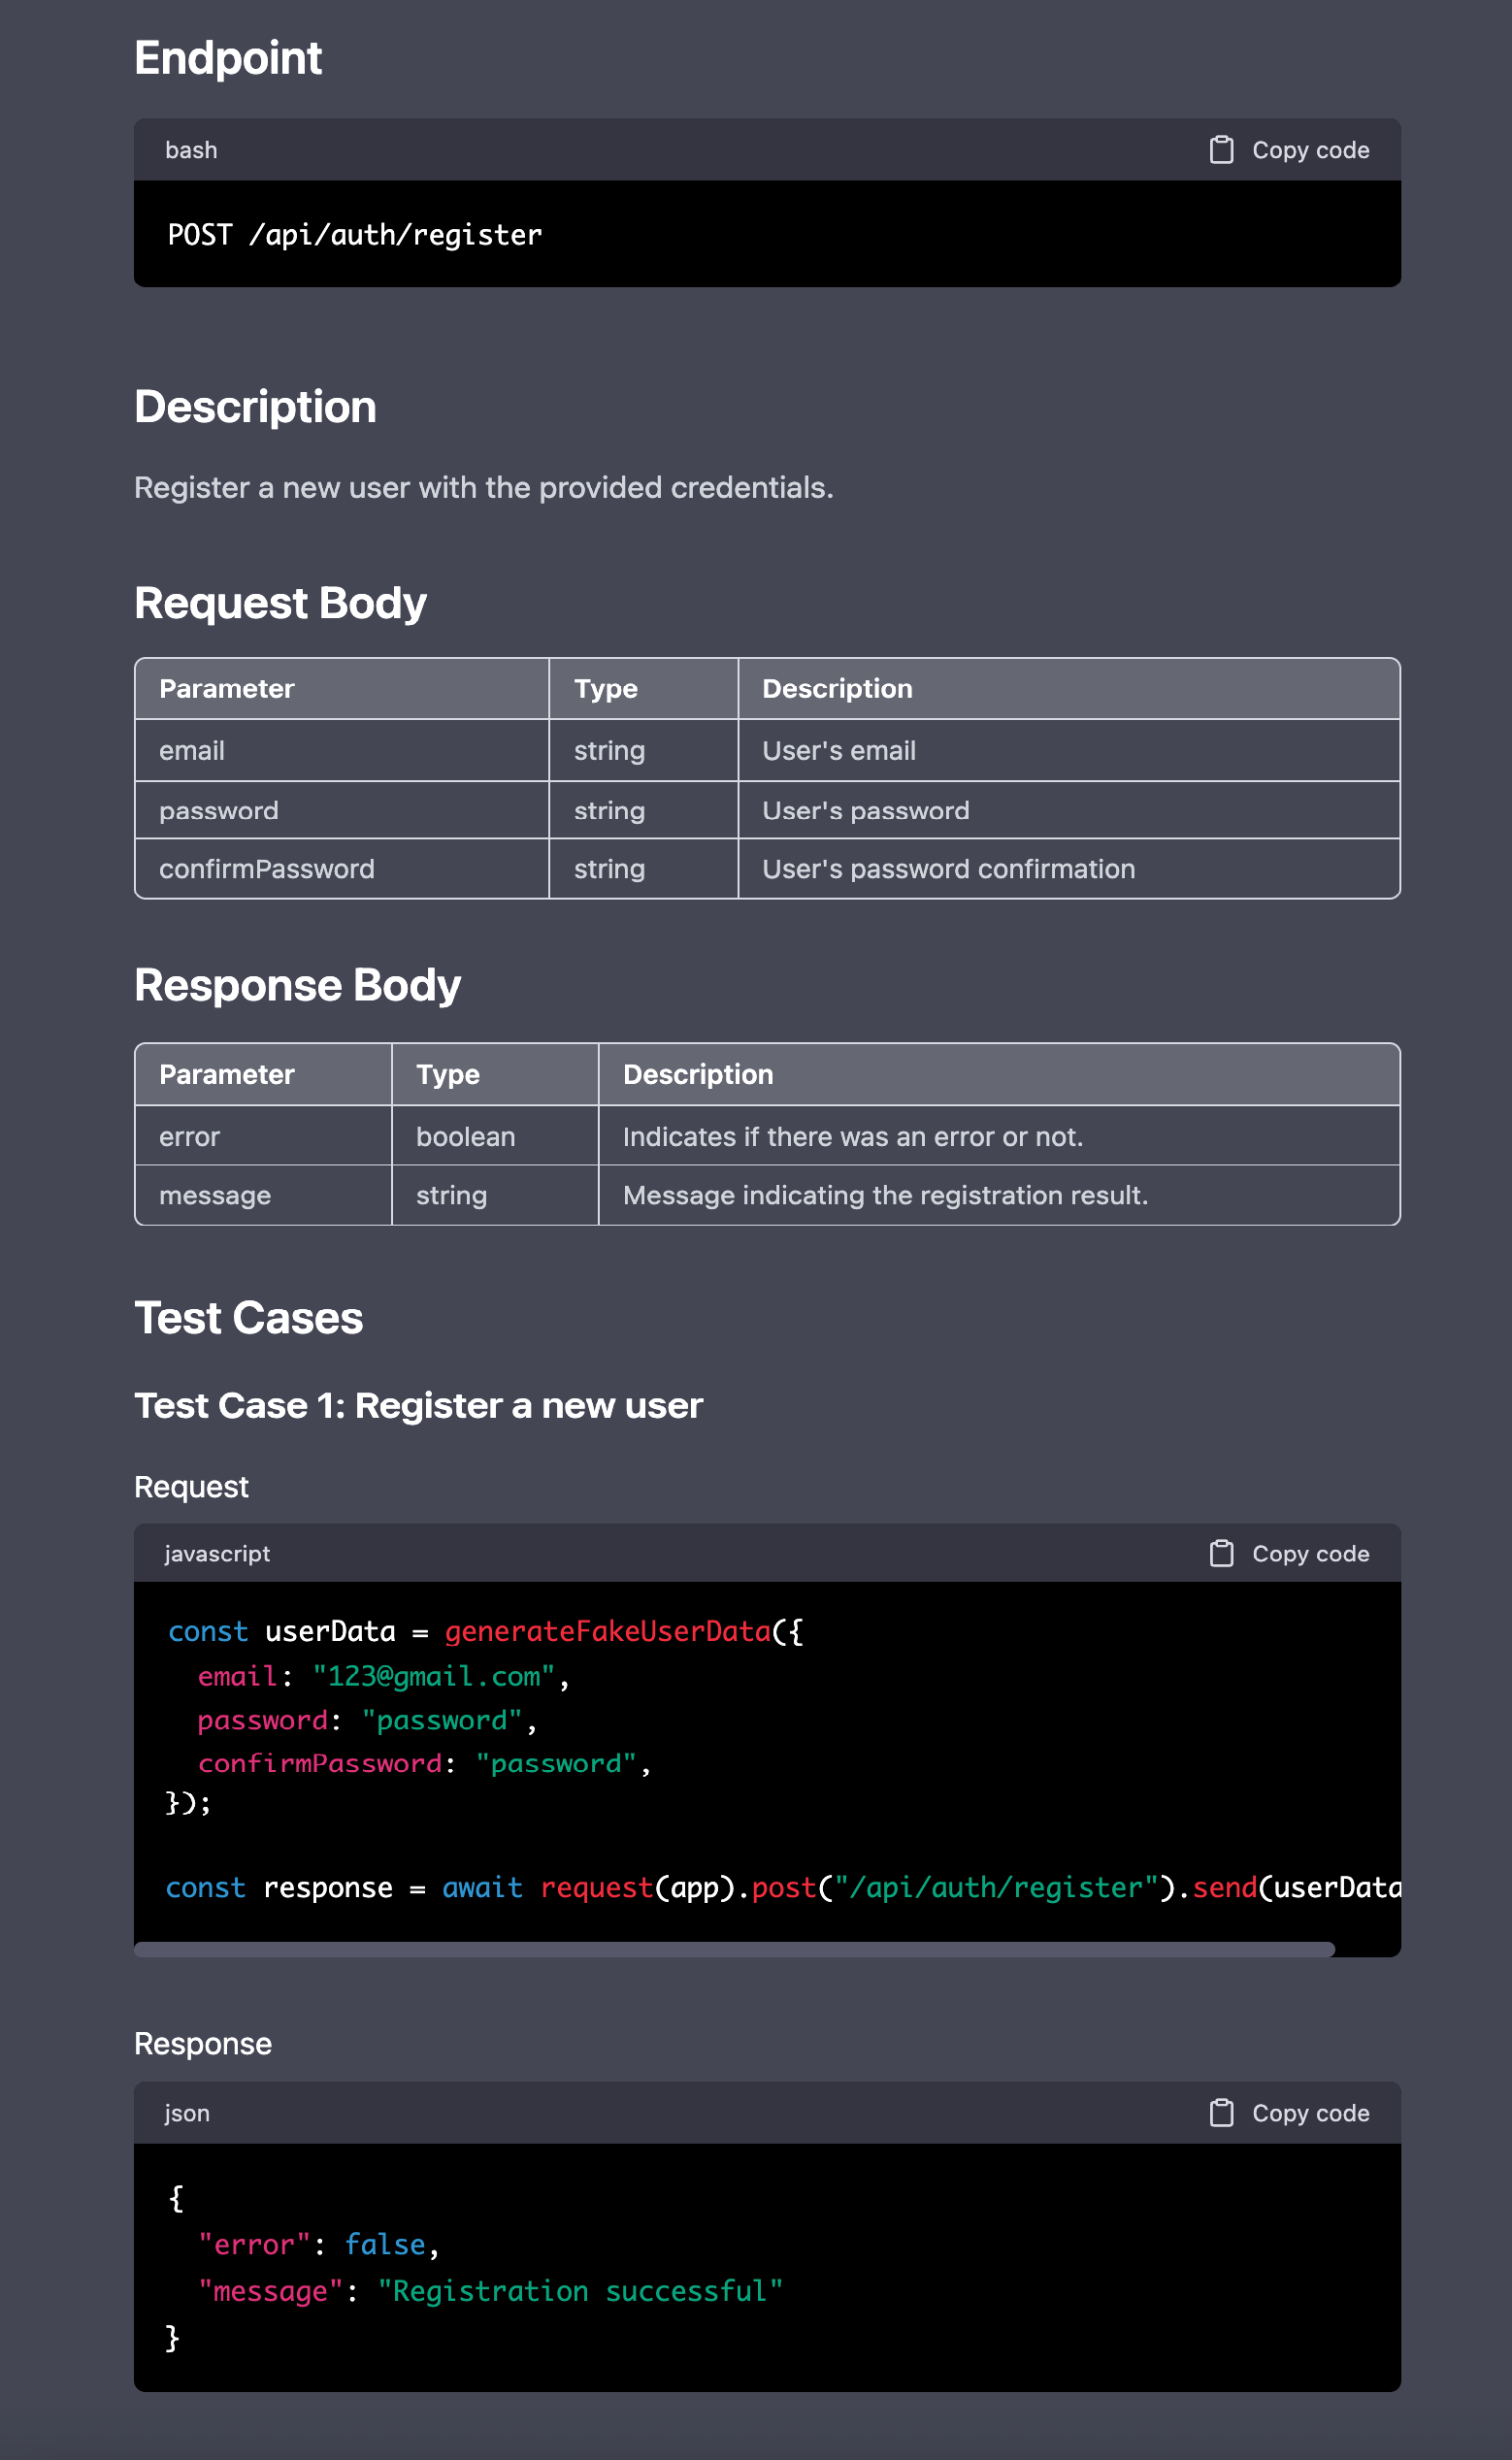 Endpoint
bash
Copy code
POST /api/auth/register
Description
Register a new user with the provided credentials.
Request Body
Parameter Type Description
email string User's email
password string User's password
confirmPassword string User's password confirmation
Response Body
Parameter Type Description
error boolean Indicates if there was an error or not.
message string Message indicating the registration result.
Test Cases
Test Case 1: Register a new user
Request
javascript
Copy code
const userData = generateFakeUserData({
  email: "123@gmail.com",
  password: "password",
  confirmPassword: "password",
});
const response = await request(app).post("/api/auth/register").send(userData
Response
json
Copy code
{
  "error": false,
  "message": "Registration successful"
}